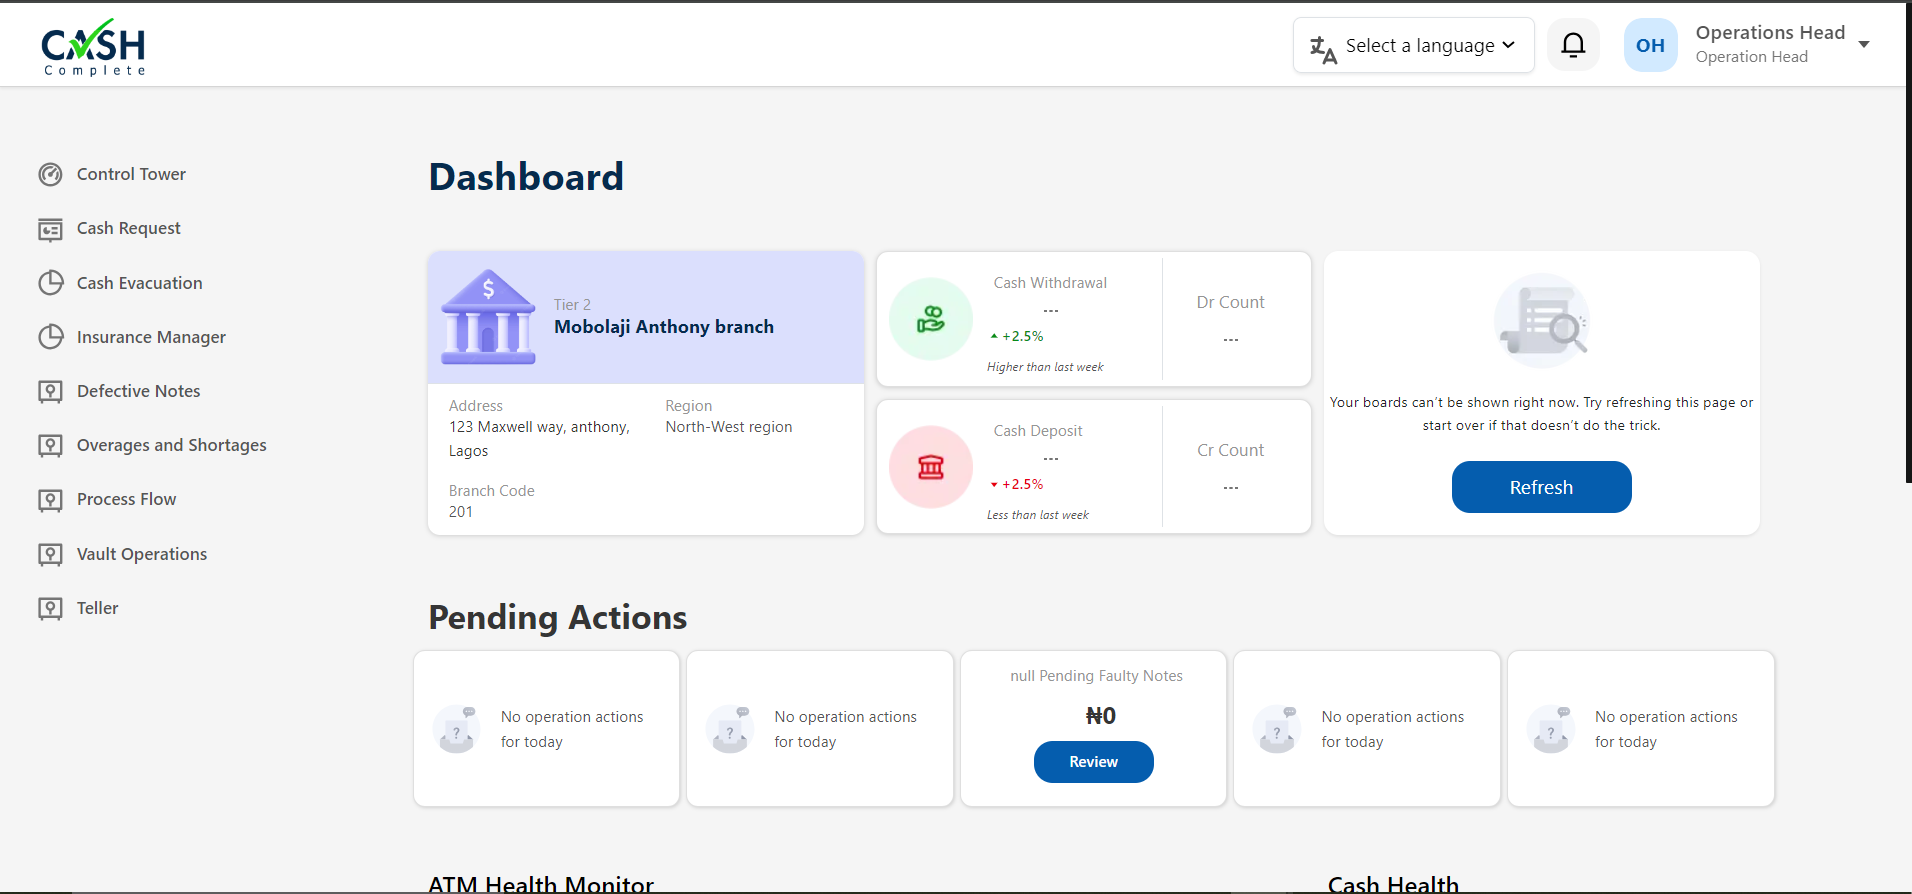 CASH
Complete
Select a language
OH
Operations Head
Operation Head
Control Tower
Cash Request
Cash Evacuation
Insurance Manager
Defective Notes
Overages and Shortages
Process Flow
Vault Operations
Teller
Dashboard
$
Tier 2
Mobolaji Anthony branch
Address
123 Maxwell way, anthony,
Lagos
Region
North-West region
Branch Code
201
Cash Withdrawal
---
+2.5%
Higher than last week
Dr Count
---
Cash Deposit
---
+2.5%
Less than last week
Cr Count
---
Your boards can't be shown right now. Try refreshing this page or
start over if that doesn't do the trick.
Refresh
Pending Actions
?
No operation actions
for today
?
No operation actions
for today
null Pending Faulty Notes
₦0
Review
?
No operation actions
for today
?
No operation actions
for today
ATM Health Monitor
Cash Health